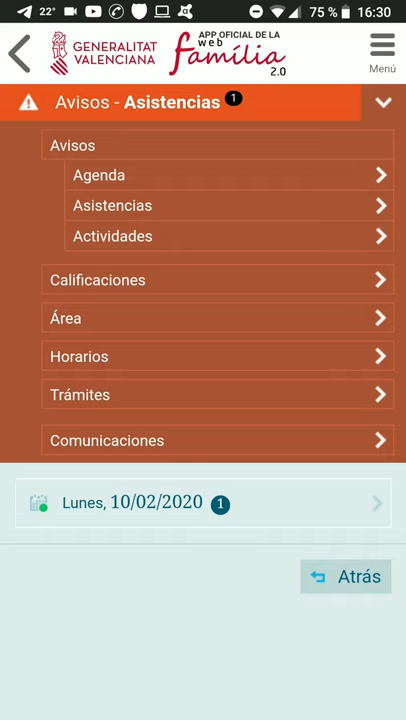 22°
75 %
16:30
GENERALITAT
VALENCIANA
APP OFICIAL DE LA
web
família
2.0
Menú
Avisos - Asistencias 1
Avisos
Agenda
Asistencias
Actividades
Calificaciones
Área
Horarios
Trámites
Comunicaciones
Lunes, 10/02/2020 1
Atrás